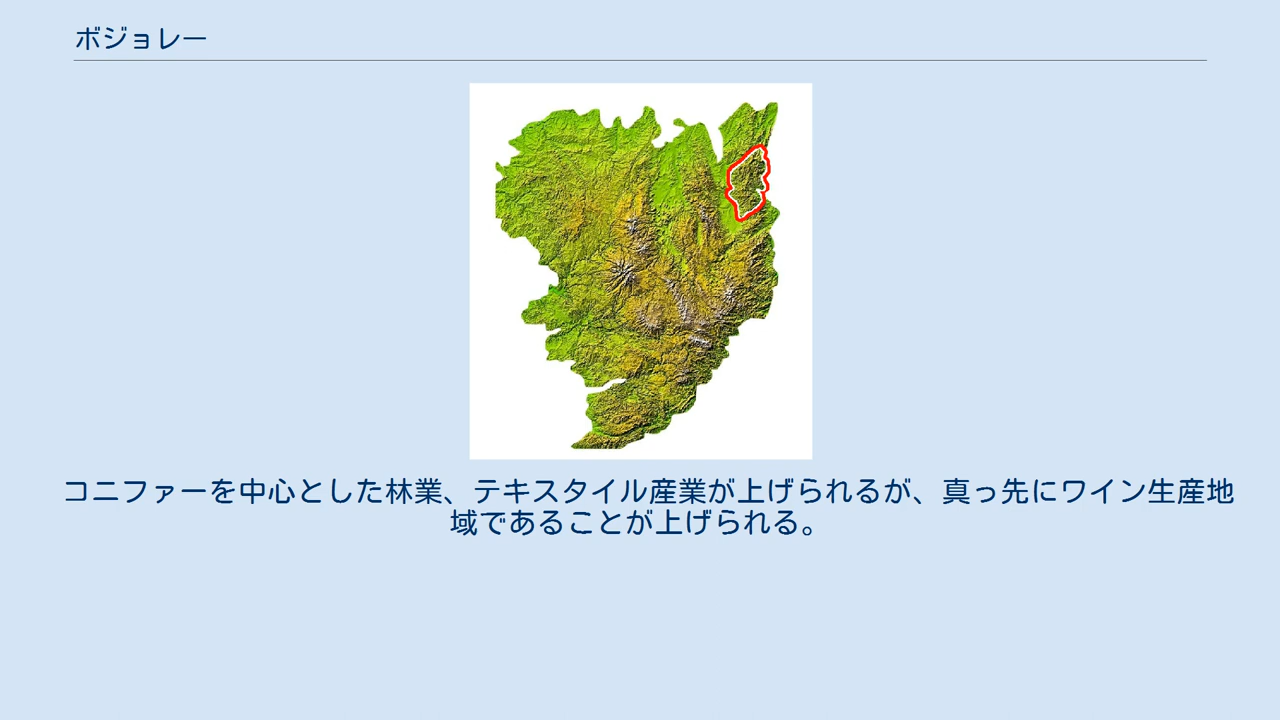 ボジョレー
コニファーを中心とした林業、テキスタイル産業が上げられるが、真っ先にワイン生産地
域であることが上げられる。